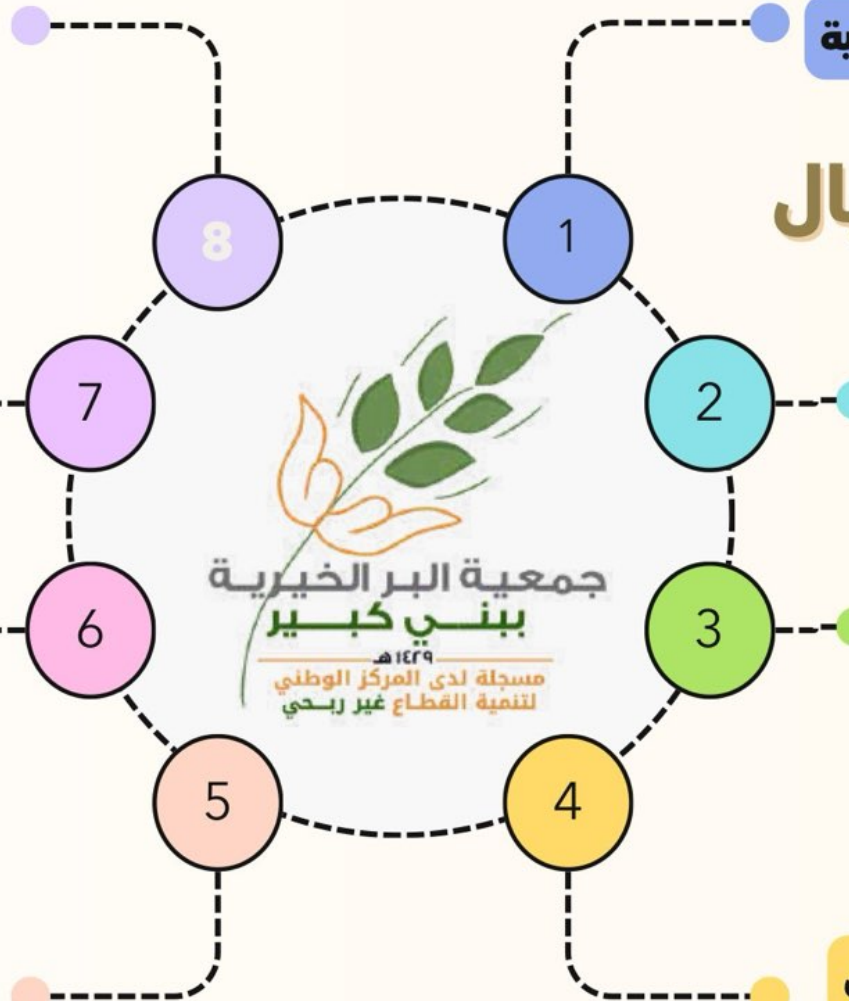 8
1
7
2
جمعية البر الخيرية
ببني كبير
١٤٢٩هـ
مسجلة لدى المركز الوطني
لتنمية القطاع غير ربحي
6
3
5
4